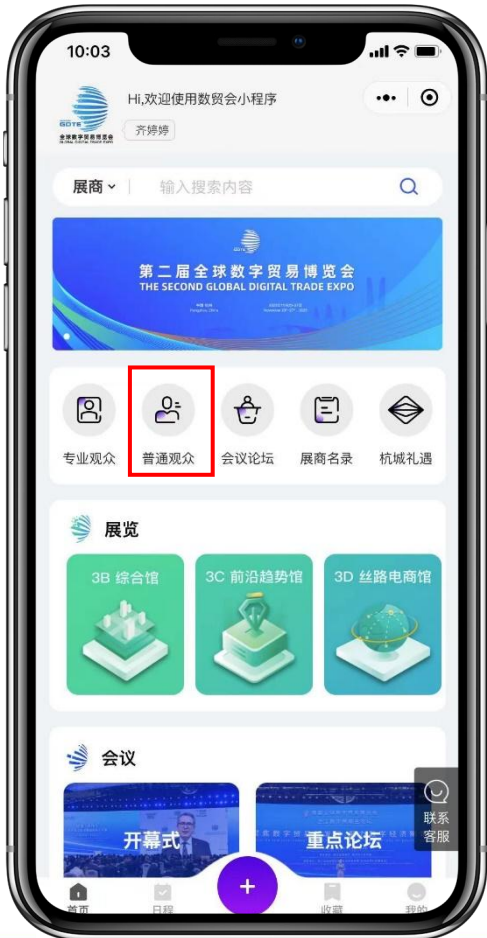 10:03
Hi,欢迎使用数贸会小程序
GDTE
全球数字贸易博览会
齐婷婷
展商
输入搜索内容
第二届全球数字贸易博览会
THE SECOND GLOBAL DIGITAL TRADE EXPO
专业观众
普通观众
会议论坛
展商名录
杭城礼遇
展览
3B 综合馆
3C 前沿趋势馆
3D 丝路电商馆
会议
开幕式
重点论坛
联系
客服
首页
日程
+
收藏
我的